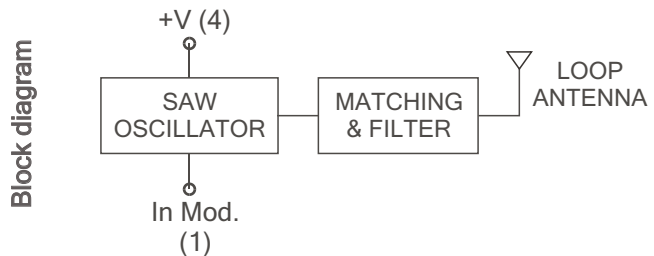 Block diagram
+V (4)
SAW
OSCILLATOR
MATCHING
& FILTER
LOOP
ANTENNA
In Mod.
(1)